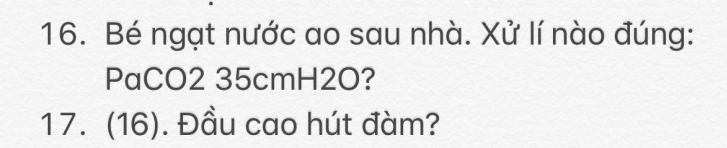 16. Bé ngạt nước ao sau nhà. Xử lí nào đúng:
PaCO2 35cmH2O?
17. (16). Đầu cao hút đàm?